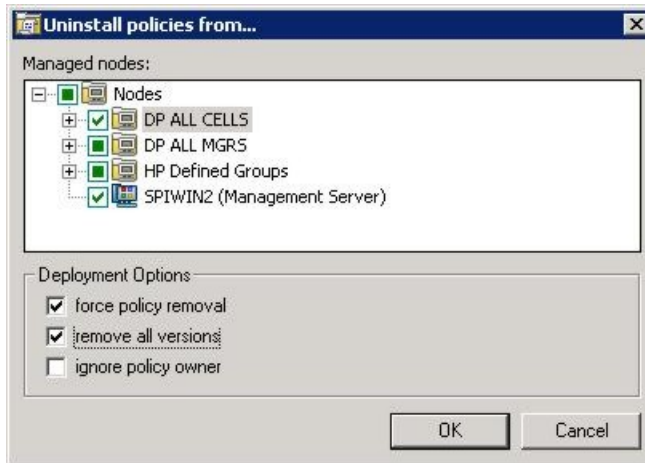 Uninstall policies from...
Managed nodes:
Nodes
DP ALL CELLS
DP ALL MGRS
HP Defined Groups
SPIWIN2 (Management Server)
Deployment Options
force policy removal
remove all versions
ignore policy owner
OK Cancel